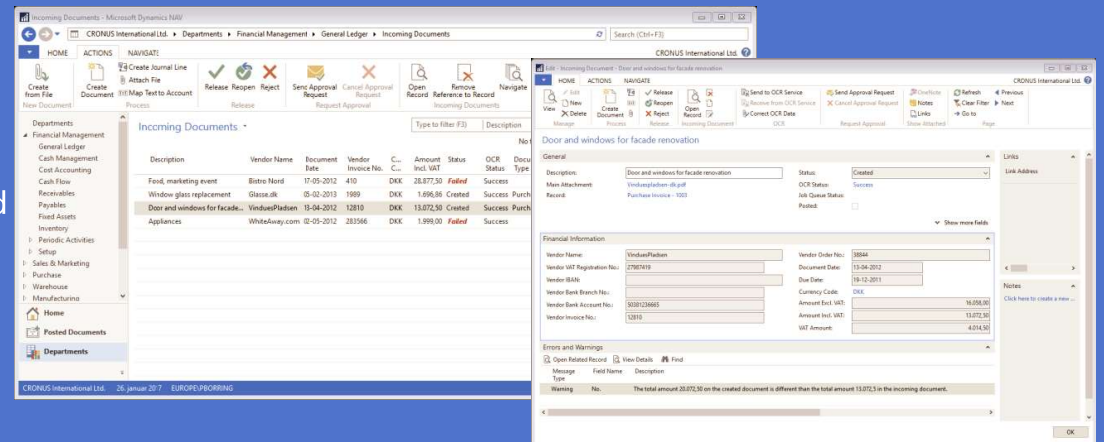 d
Incoming Documents - Microsoft Dynamics NAV
CRONUS International Ltd. ▸ Departments ▸ Financial Management ▸ General Ledger ▸ Incoming Documents
Search (Ctrl+F3)
HOME ACTIONS NAVIGATE
CRONUS International Ltd.
Create from File
Create Document
Create Journal Line
Attach File
Map Text to Account
Release Reopen Reject
Send Approval Request
Cancel Approval Request
Open Record
Remove Reference to Record
Navigate
New Document Process Release Request Approval Incoming Documents
Departments
Financial Management
General Ledger
Cash Management
Cost Accounting
Cash Flow
Receivables
Payables
Fixed Assets
Inventory
Periodic Activities
Setup
Sales & Marketing
Purchase
Warehouse
Manufacturing
Home
Posted Documents
Departments
Incoming Documents
Type to filter (F3) Description
Description Vendor Name Document Date Vendor Invoice No. C... C... Amount Incl. VAT Status OCR Status Docu Type
Food, marketing event Bistro Nord 17-05-2012 410 DKK 28.877,50 Failed Success
Window glass replacement Glasse.dk 05-02-2013 1989 DKK 1.696,86 Created Success Purch
Door and windows for facade... VinduesPladsen 13-04-2012 12810 DKK 13.072,50 Created Success Purch
Appliances WhiteAway.com 02-05-2012 283566 DKK 1.999,00 Failed Success
CRONUS International Ltd. 26. januar 2017 EUROPE\PBORRING
Edit - Incoming Document - Door and windows for facade renovation
HOME ACTIONS NAVIGATE
CRONUS International Ltd.
View
Edit
New
Delete
Create Document
Release
Reopen
Reject
Open Record
Send to OCR Service
Receive from OCR Service
Correct OCR Data
Send Approval Request
Cancel Approval Request
OneNote
Notes
Links
Refresh
Clear Filter
Go to
Previous
Next
Manage Process Release Incoming Document OCR Request Approval Show Attached Page
Door and windows for facade renovation
General
Description: Door and windows for facade renovation
Main Attachment: Vinduespladsen-dk.pdf
Record: Purchase Invoice - 1003
Status: Created
OCR Status: Success
Job Queue Status:
Posted:
Show more fields
Financial Information
Vendor Name: VinduesPladsen
Vendor VAT Registration No.: 27987419
Vendor IBAN:
Vendor Bank Branch No.:
Vendor Bank Account No.: 50381236665
Vendor Invoice No.: 12810
Vendor Order No.: 38844
Document Date: 13-04-2012
Due Date: 19-12-2011
Currency Code: DKK
Amount Excl. VAT: 16.058,00
Amount Incl. VAT: 13.072,50
VAT Amount: 4.014,50
Errors and Warnings
Open Related Record View Details Find
Message Type Field Name Description
Warning No. The total amount 20.072,50 on the created document is different than the total amount 13.072,5 in the incoming document.
Links
Link Address
Notes
Click here to create a new ...
OK